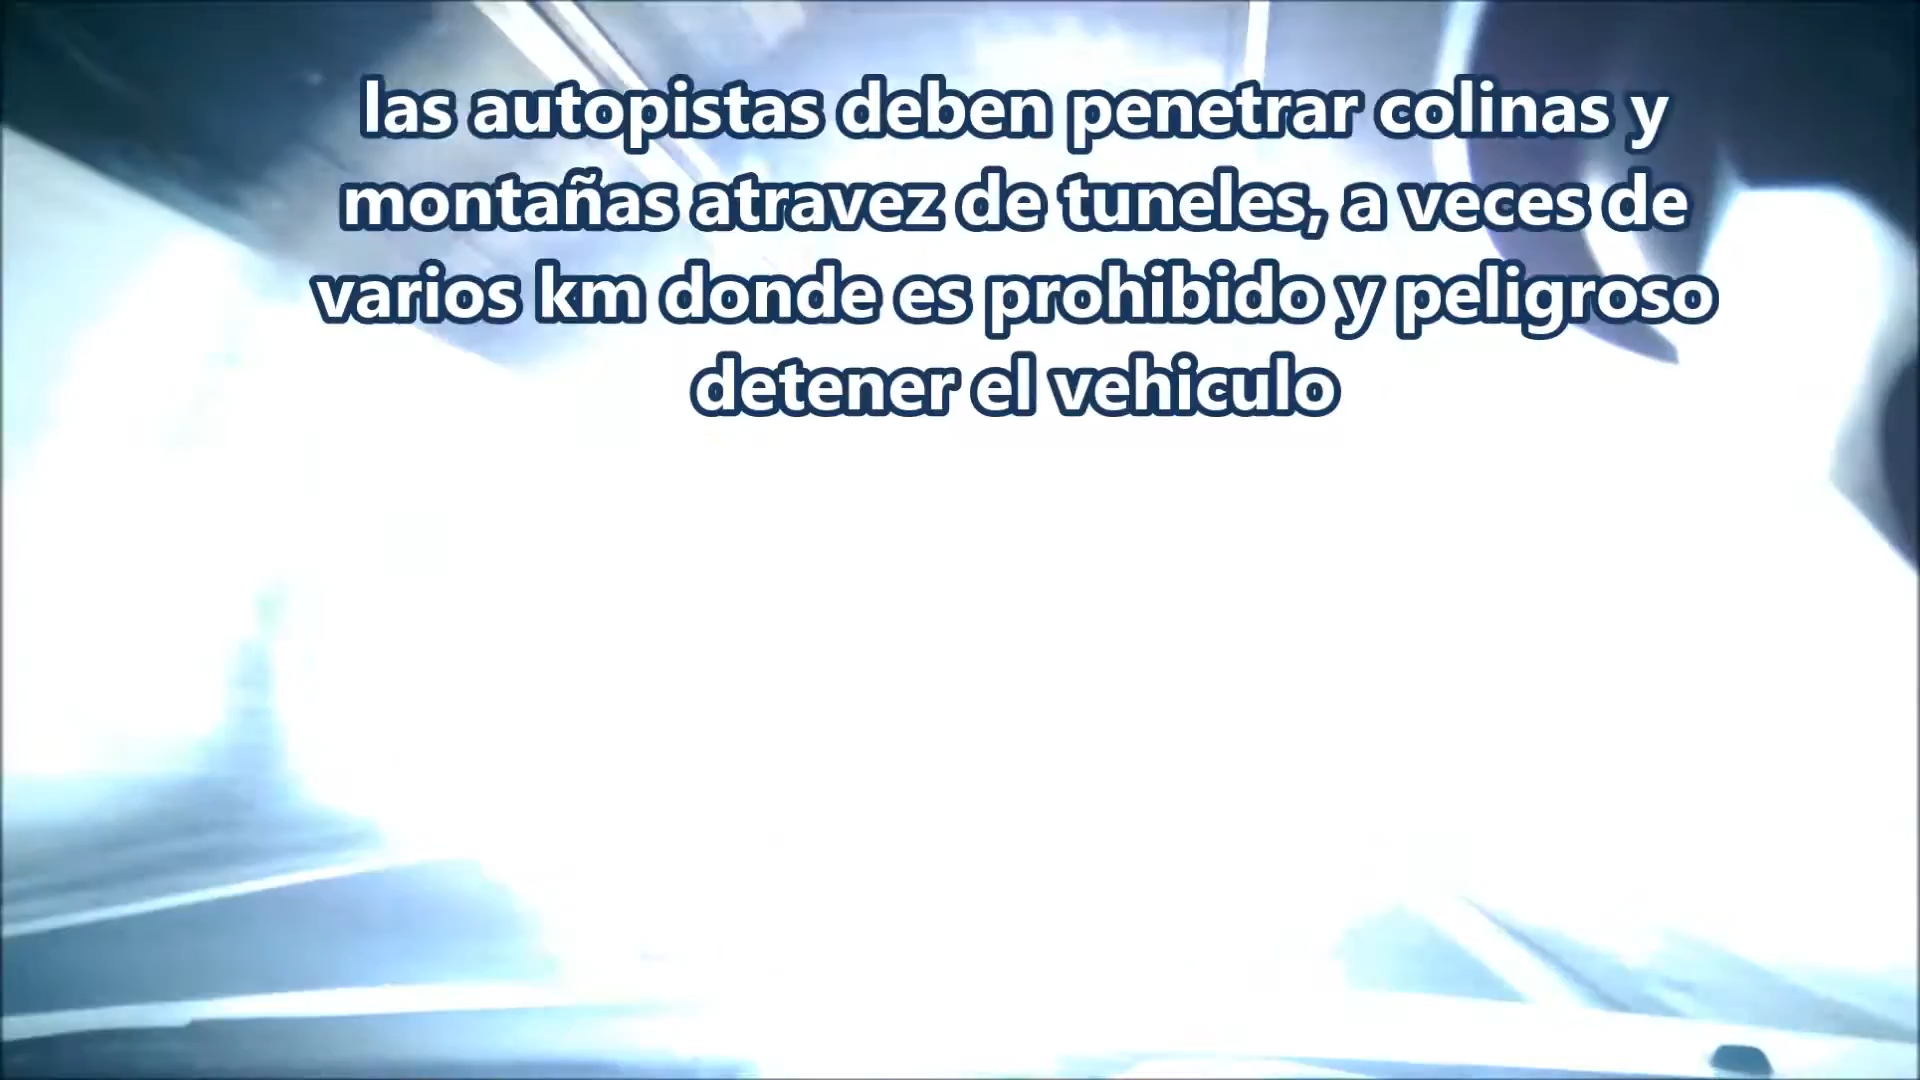 las autopistas deben penetrar colinas y
montañas atravez de tuneles, a veces de
varios km donde es prohibido y peligroso
detener el vehiculo